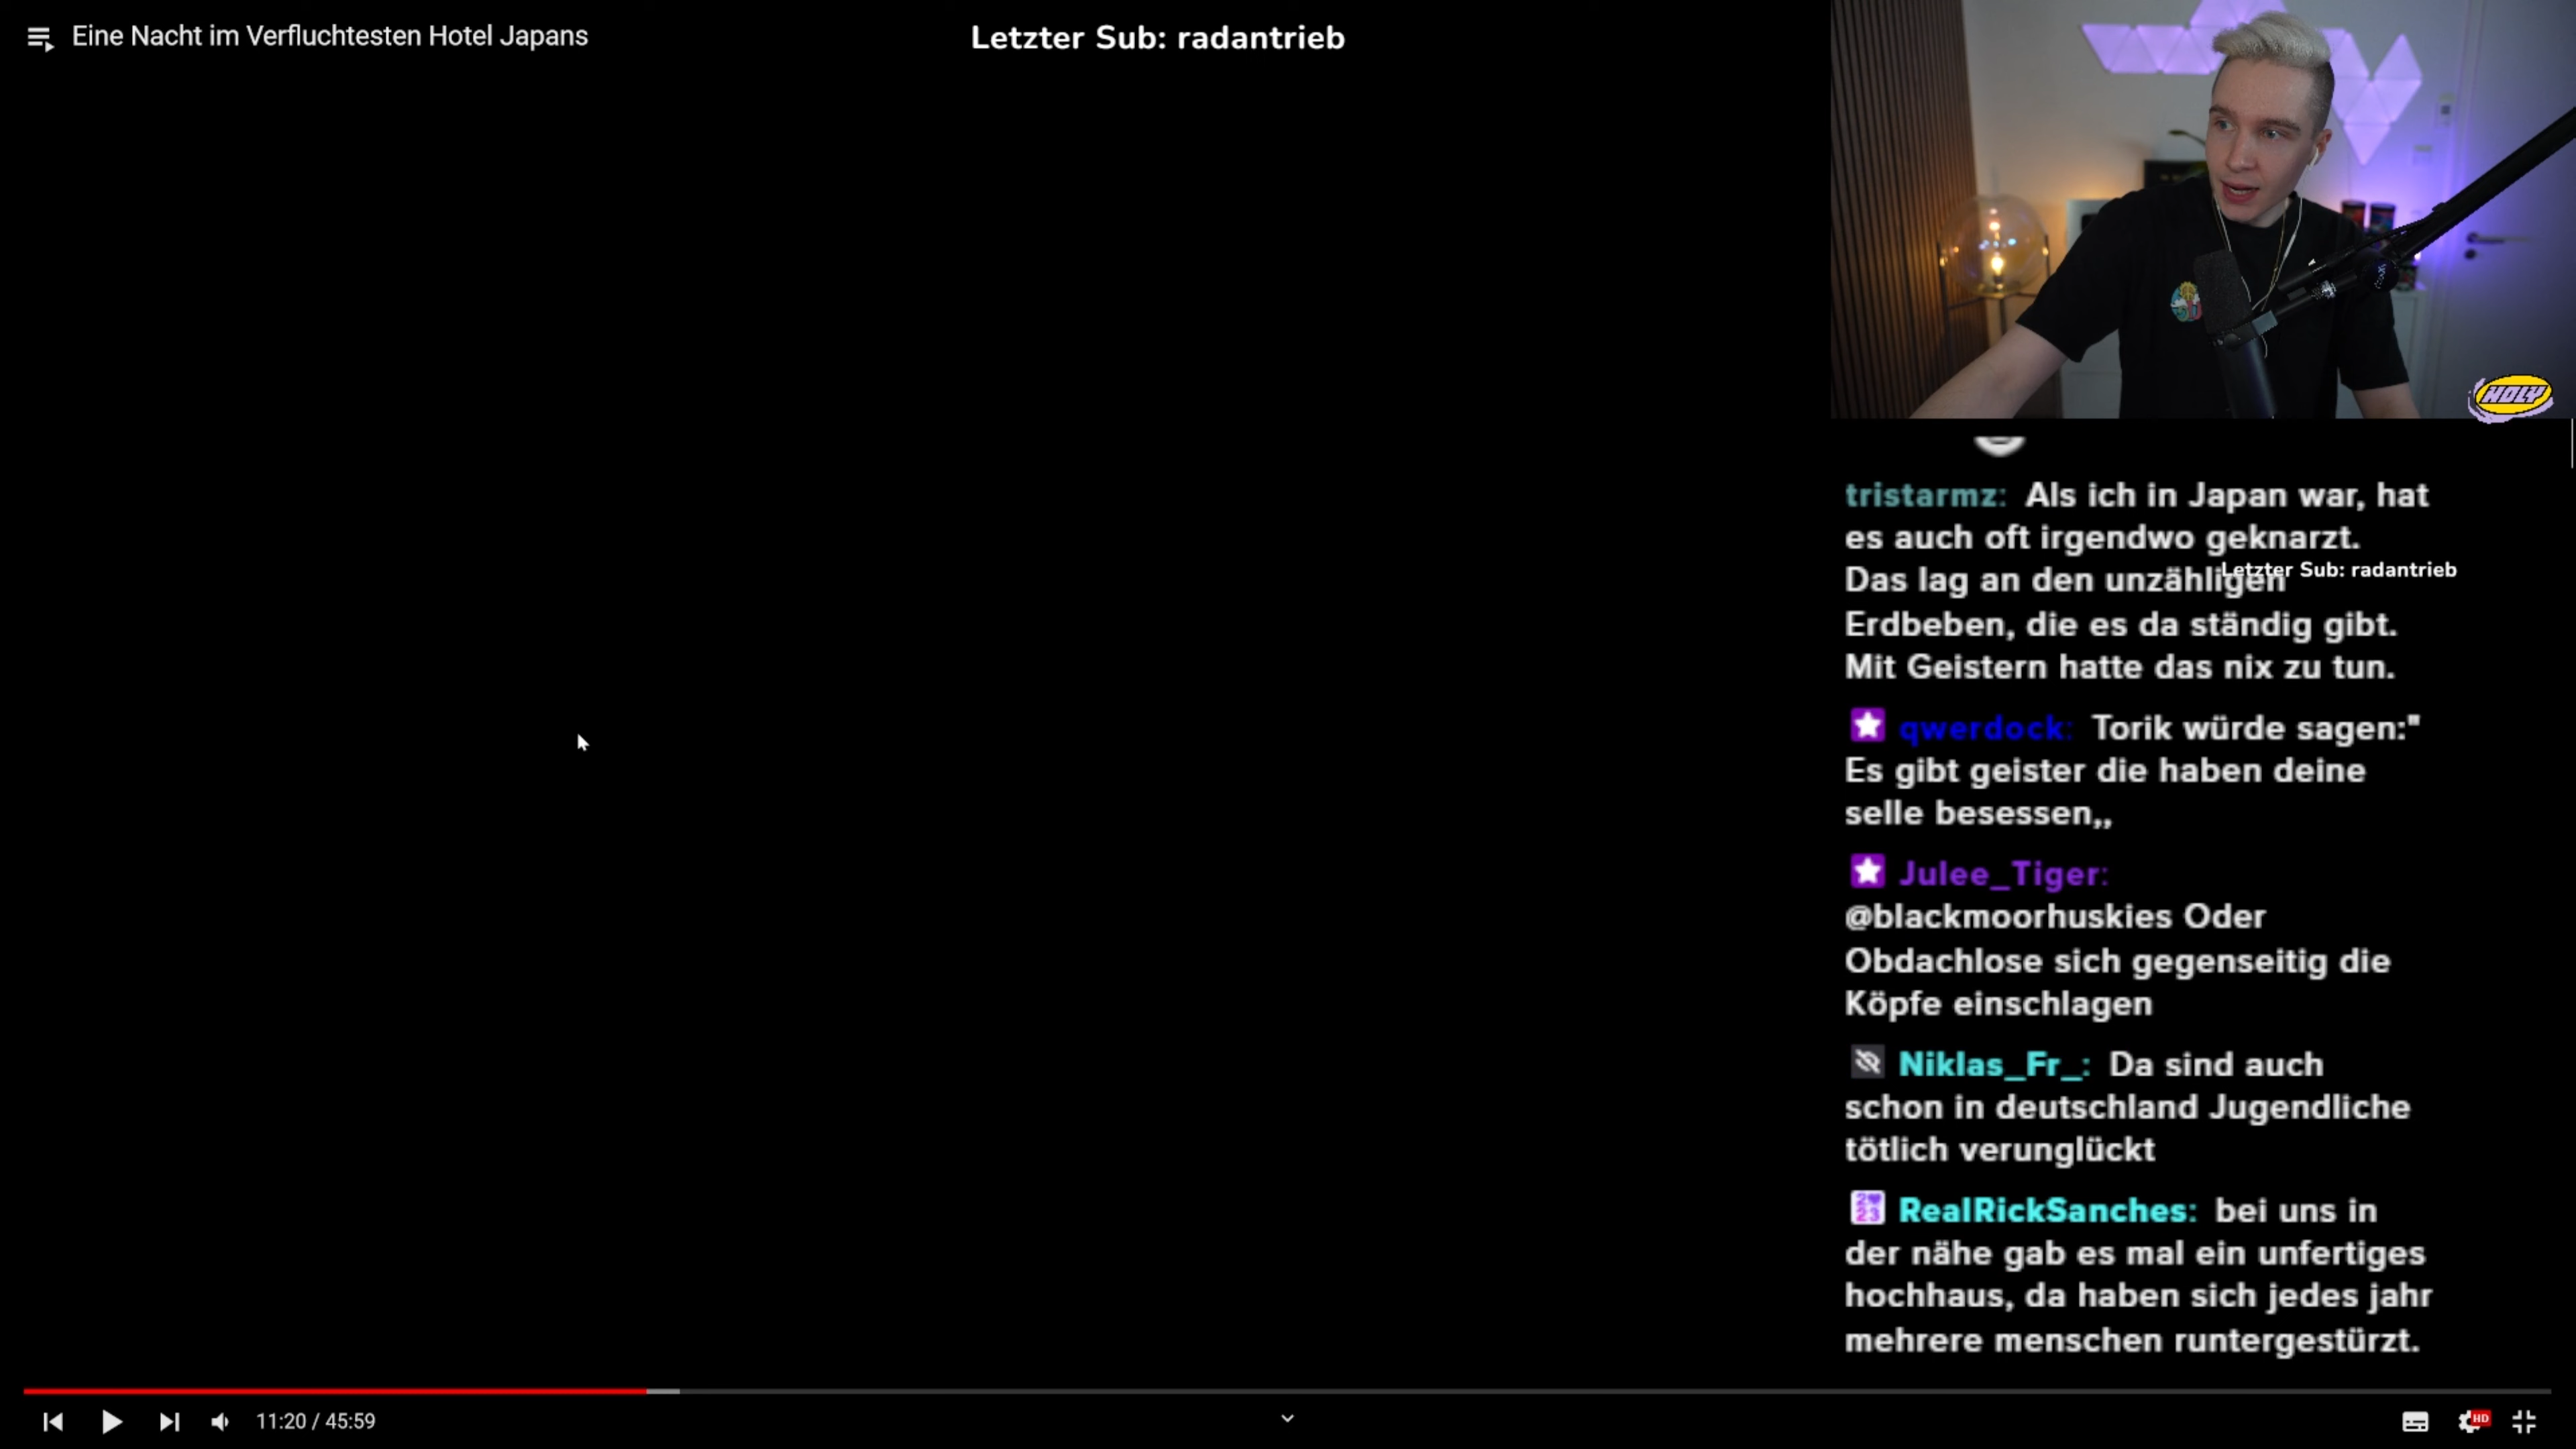 Eine Nacht im Verfluchtesten Hotel Japans
Letzter Sub: radantrieb
HOLY
tristarmz: Als ich in Japan war, hat
es auch oft irgendwo geknarzt.
Das lag an den unzähligen
Letzter Sub: radantrieb
Erdbeben, die es da ständig gibt.
Mit Geistern hatte das nix zu tun.
qwerdock: Torik würde sagen:"
Es gibt geister die haben deine
selle besessen,,
Julee_Tiger:
@blackmoorhuskies Oder
Obdachlose sich gegenseitig die
Köpfe einschlagen
Niklas_Fr_: Da sind auch
schon in deutschland Jugendliche
tötlich verunglückt
RealRickSanches: bei uns in
der nähe gab es mal ein unfertiges
hochhaus, da haben sich jedes jahr
mehrere menschen runtergestürzt.
11:20 / 45:59
HD